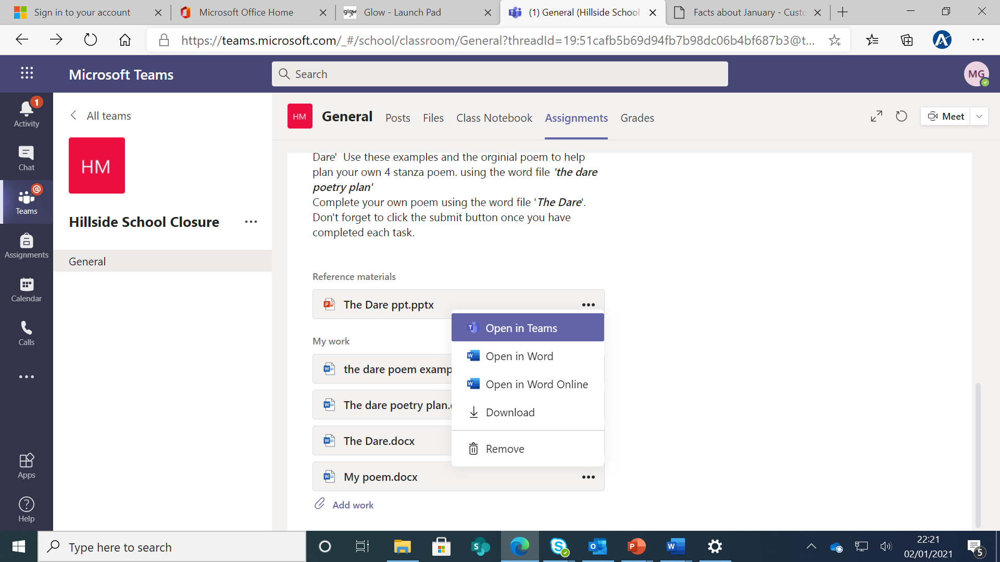 Sign in to your account
Microsoft Office Home
glow
Glow - Launch Pad
(1) General (Hillside School
Facts about January - Custo
https://teams.microsoft.com/_#/school/classroom/General?threadId=19:51cafb5b69d94fb7b98dc06b4bf687b3@t...
Microsoft Teams
Search
MG
1
Activity
Chat
@
Teams
Assignments
Calendar
Calls
Apps
Help
All teams
HM
Hillside School Closure
General
HM
General
Posts
Files
Class Notebook
Assignments
Grades
Meet
Dare'  Use these examples and the orginial poem to help
plan your own 4 stanza poem. using the word file 'the dare
poetry plan'
Complete your own poem using the word file 'The Dare'.
Don't forget to click the submit button once you have
completed each task.
Reference materials
The Dare ppt.pptx
My work
the dare poem examp
The dare poetry plan.
The Dare.docx
My poem.docx
Add work
Open in Teams
Open in Word
Open in Word Online
Download
Remove
Type here to search
22:21
02/01/2021
5